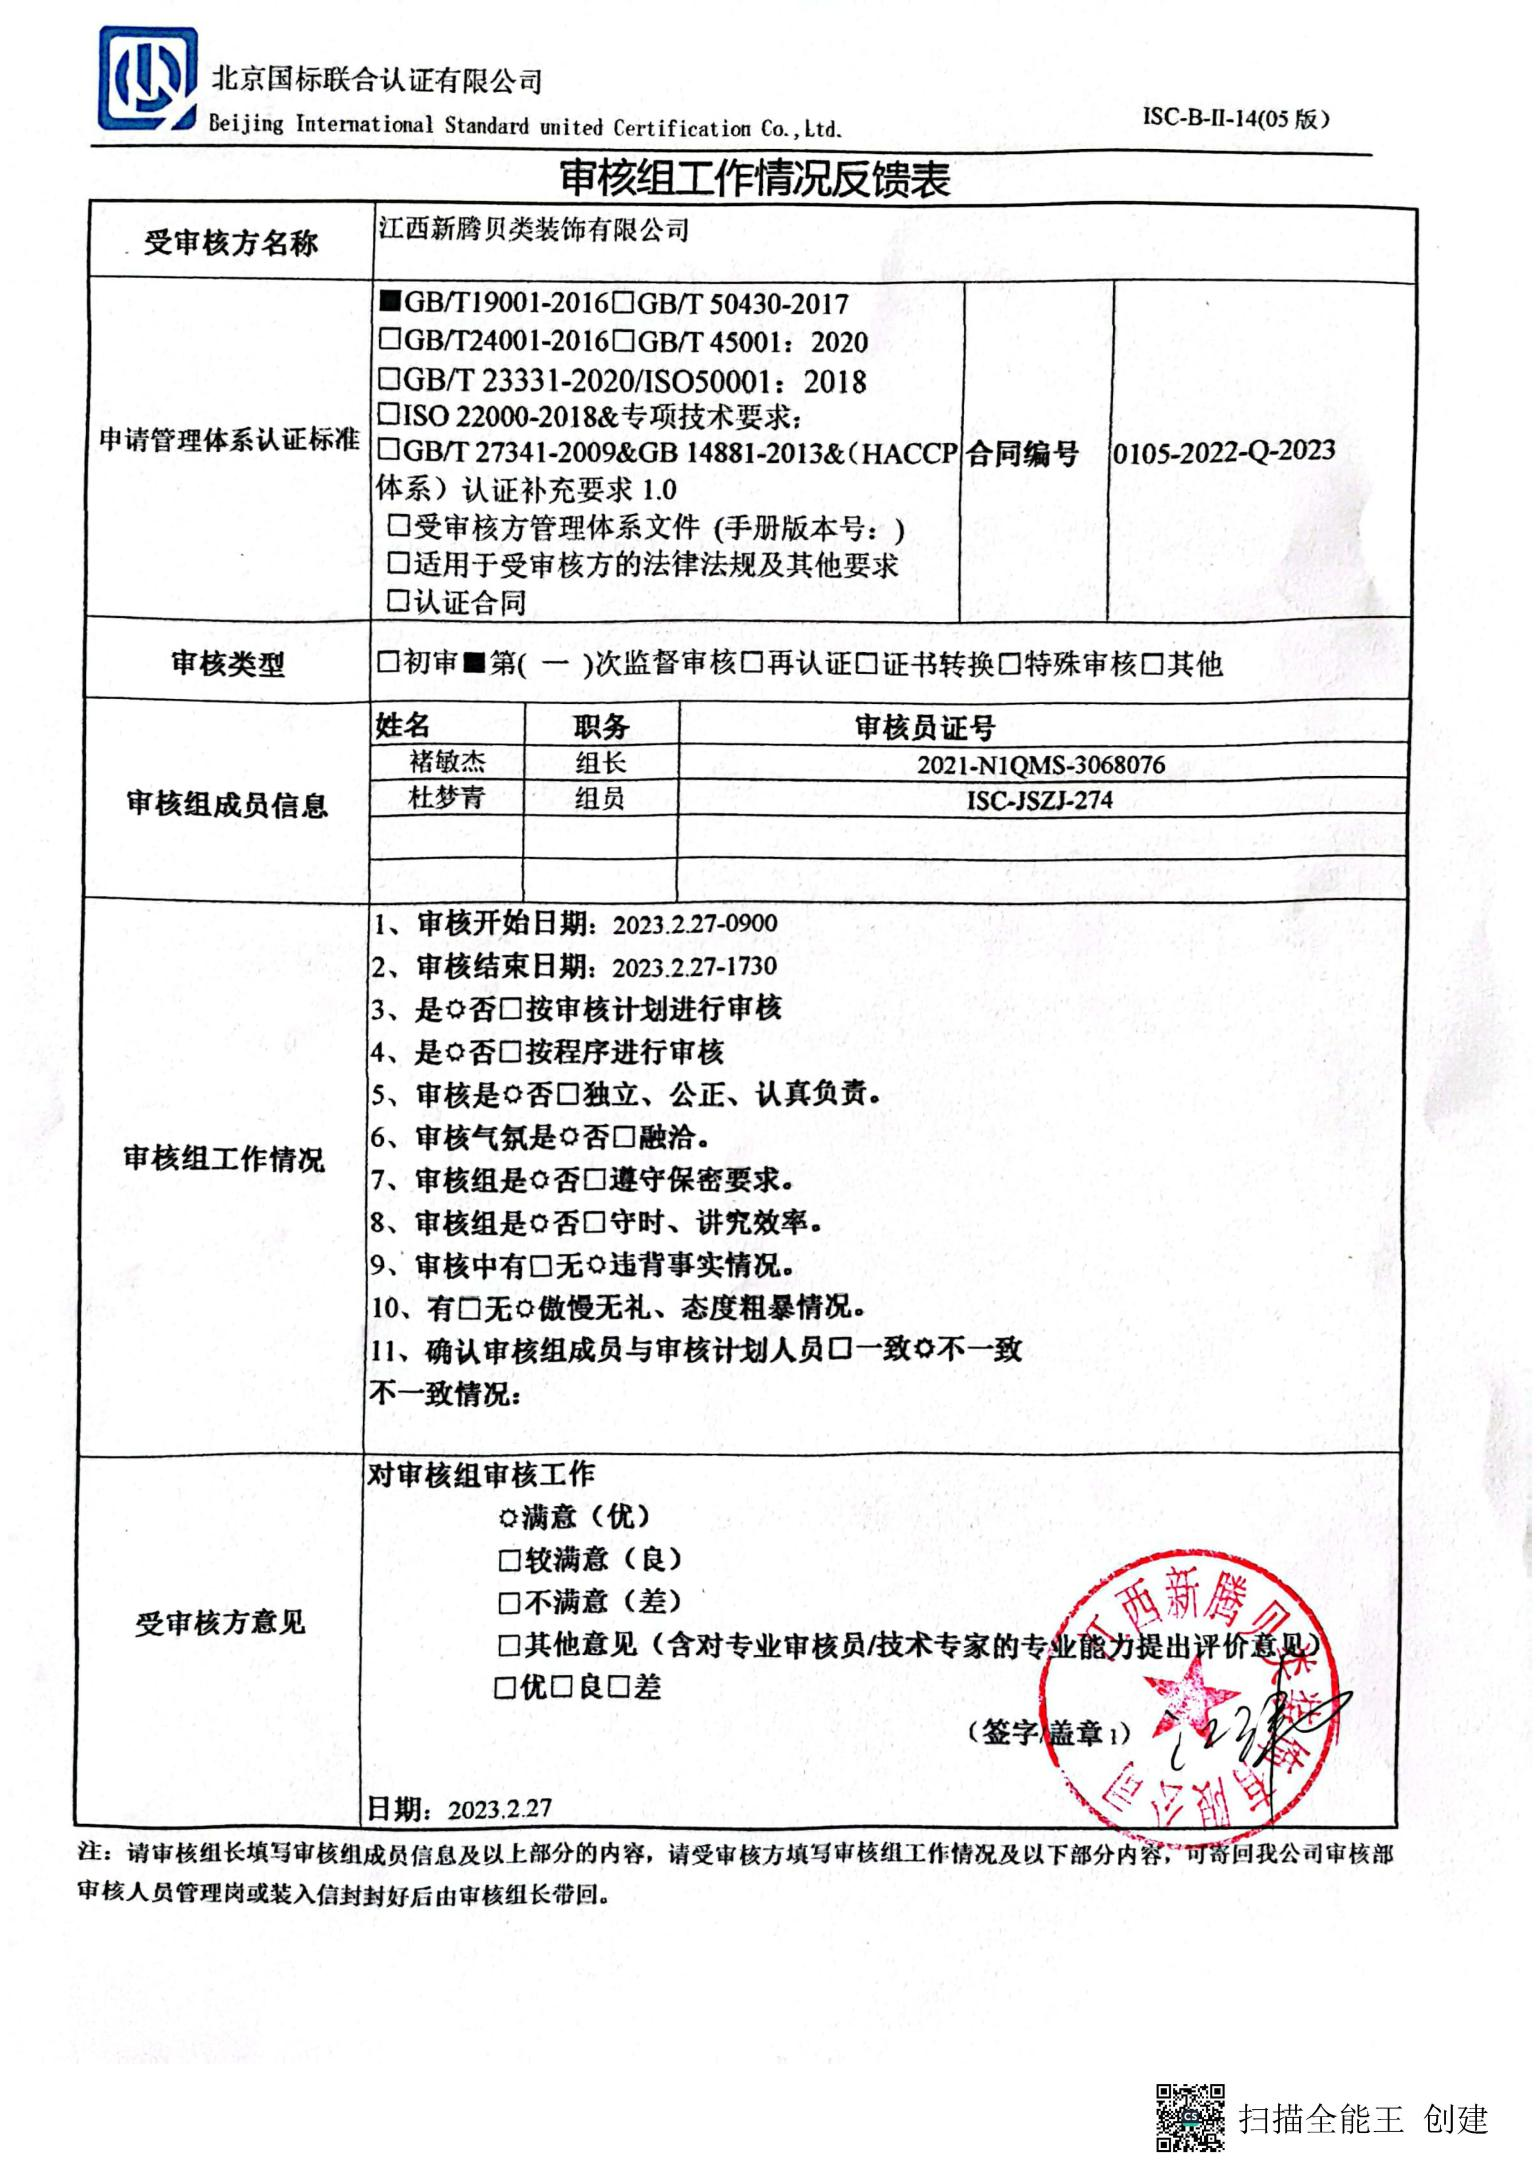 北京国标联合认证有限公司
Beijing International Standard united Certification Co.,Ltd.
ISC-B-II-14(05 版)
审核组工作情况反馈表
受审核方名称
江西新腾贝类装饰有限公司
申请管理体系认证标准
■GB/T19001-2016□GB/T 50430-2017
□GB/T24001-2016□GB/T 45001：2020
□GB/T 23331-2020/ISO50001：2018
□ISO 22000-2018&专项技术要求;
□GB/T 27341-2009&GB 14881-2013&(HACCP
体系）认证补充要求 1.0
□受审核方管理体系文件 (手册版本号：)
□适用于受审核方的法律法规及其他要求
□认证合同
合同编号
0105-2022-Q-2023
审核类型
□初审■第( 一 )次监督审核□再认证□证书转换□特殊审核□其他
审核组成员信息
姓名 职务 审核员证号
褚敏杰 组长 2021-N1QMS-3068076
杜梦青 组员 ISC-JSZJ-274
审核组工作情况
1、审核开始日期：2023.2.27-0900
2、审核结束日期：2023.2.27-1730
3、是☼否□按审核计划进行审核
4、是☼否□按程序进行审核
5、审核是☼否□独立、公正、认真负责。
6、审核气氛是☼否□融洽。
7、审核组是☼否□遵守保密要求。
8、审核组是☼否□守时、讲究效率。
9、审核中有□无☼违背事实情况。
10、有□无☼傲慢无礼、态度粗暴情况。
11、确认审核组成员与审核计划人员□一致☼不一致
不一致情况：
受审核方意见
对审核组审核工作
☼满意（优）
□较满意（良）
□不满意（差）
□其他意见（含对专业审核员/技术专家的专业能力提出评价意见）
□优□良□差
（签字/盖章1）
江西新腾贝类装饰有限公司
日期：2023.2.27
注：请审核组长填写审核组成员信息及以上部分的内容，请受审核方填写审核组工作情况及以下部分内容，可寄回我公司审核部
审核人员管理岗或装入信封封好后由审核组长带回。
CS
扫描全能王 创建